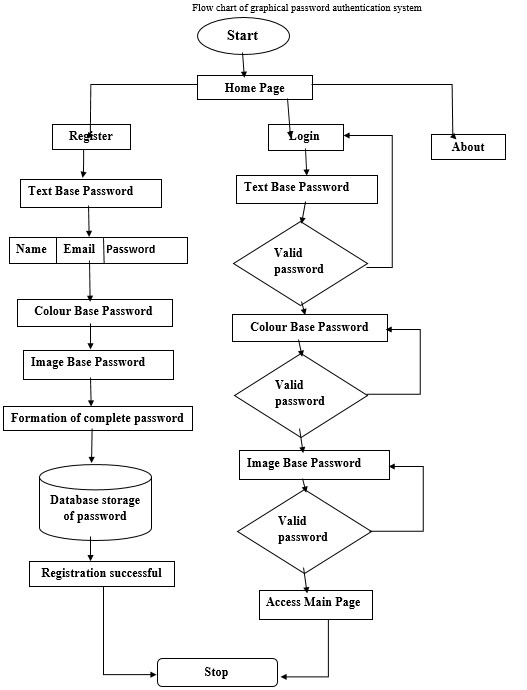 Flow chart of graphical password authentication system
Start
Home Page
Register
Login
About
Text Base Password
Text Base Password
Name Email Password
Valid
password
Colour Base Password
Colour Base Password
Image Base Password
Valid
password
Formation of complete password
Image Base Password
Database storage
of password
Valid
password
Registration successful
Access Main Page
Stop